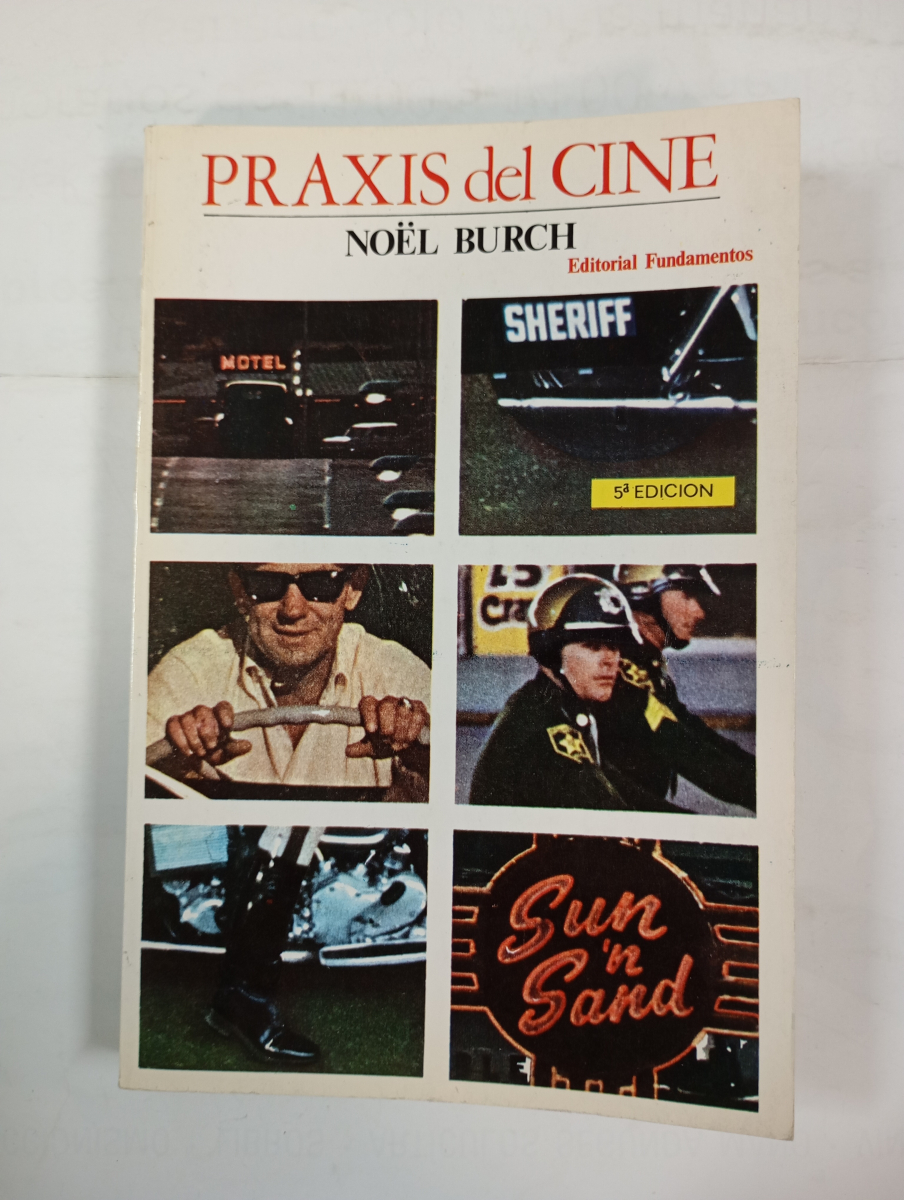 PRAXIS del CINE
NOËL BURCH
Editorial Fundamentos
MOTEL
SHERIFF
5ª EDICION
Sun
'n
Sand